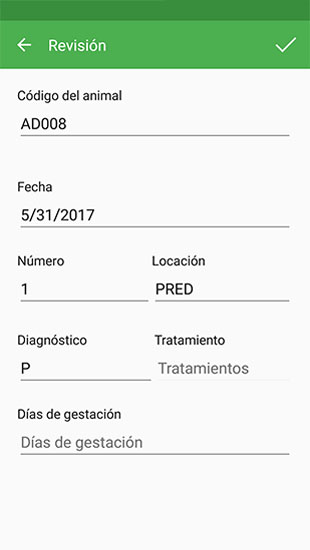 Revisión
Código del animal
AD008
Fecha
5/31/2017
Número Locación
1 PRED
Diagnóstico Tratamiento
P Tratamientos
Días de gestación
Días de gestación